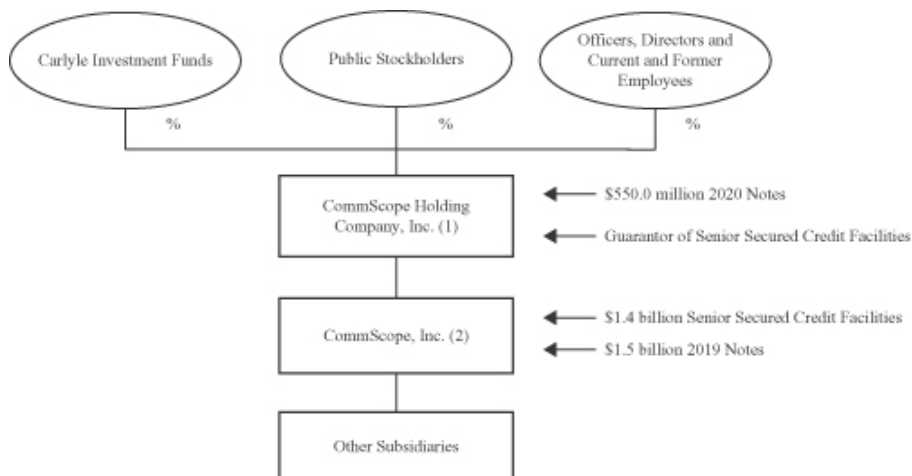 Carlyle Investment Funds
Public Stockholders
Officers, Directors and
Current and Former
Employees
%
%
%
CommScope Holding
Company, Inc. (1)
$550.0 million 2020 Notes
Guarantor of Senior Secured Credit Facilities
CommScope, Inc. (2)
$1.4 billion Senior Secured Credit Facilities
$1.5 billion 2019 Notes
Other Subsidiaries